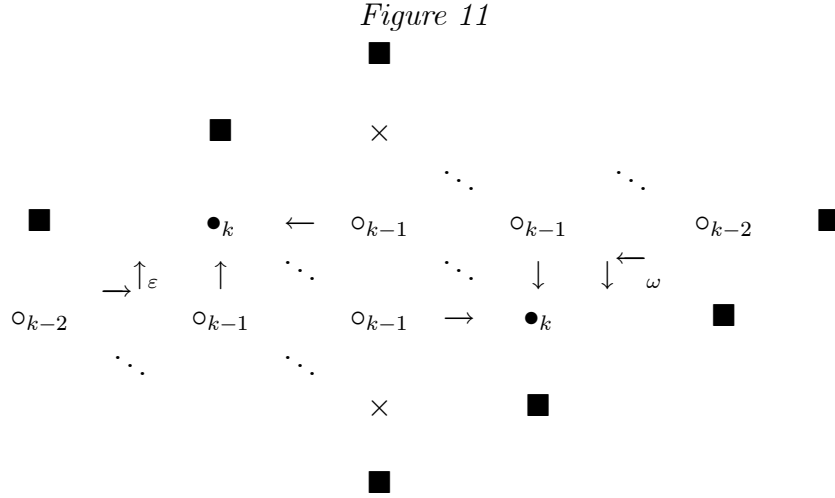 Figure 11
■
■ ×
⋱ ⋱
■ •k ← ∘k−1 ∘k−1 ∘k−2 ■
→ ↑ε ↑ ⋱ ⋱ ↓ ↓ ← ω
∘k−2 ∘k−1 ∘k−1 → •k ■
⋱ ⋱
× ■
■